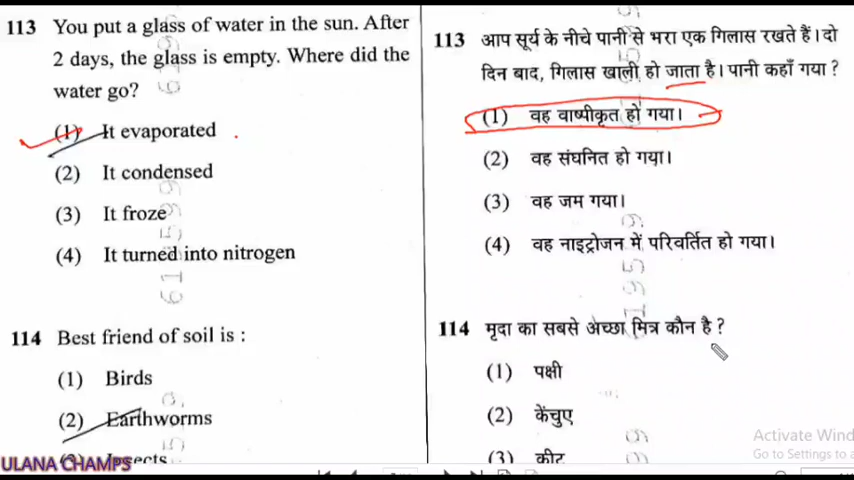 113 You put a glass of water in the sun. After
2 days, the glass is empty. Where did the
water go?
(1) It evaporated
(2) It condensed
(3) It froze
(4) It turned into nitrogen
114 Best friend of soil is :
(1) Birds
(2) Earthworms
Insects
ULANA CHAMPS
113 आप सूर्य के नीचे पानी से भरा एक गिलास रखते हैं। दो
दिन बाद, गिलास खाली हो जाता है। पानी कहाँ गया ?
(1) वह वाष्पीकृत हो गया।
(2) वह संघनित हो गया।
(3) वह जम गया।
(4) वह नाइट्रोजन में परिवर्तित हो गया।
114 मृदा का सबसे अच्छा मित्र कौन है ?
(1) पक्षी
(2) केंचुए
(3) कीट
Activate Wind
Go to Settings to a